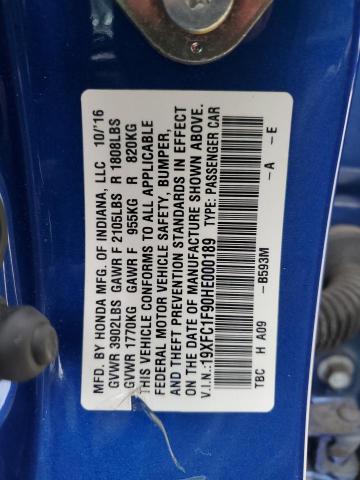 MFD. BY HONDA MFG. OF INDIANA, LLC 10/'16
GVWR 3902LBS GAWR F 2105LBS R 1808LBS
GVWR 1770KG GAWR F 955KG R 820KG
THIS VEHICLE CONFORMS TO ALL APPLICABLE
FEDERAL MOTOR VEHICLE SAFETY, BUMPER,
AND THEFT PREVENTION STANDARDS IN EFFECT
ON THE DATE OF MANUFACTURE SHOWN ABOVE.
V.I.N.:19XFC1F90HE000189 TYPE: PASSENGER CAR
TBC H A09 -B593M -A -E